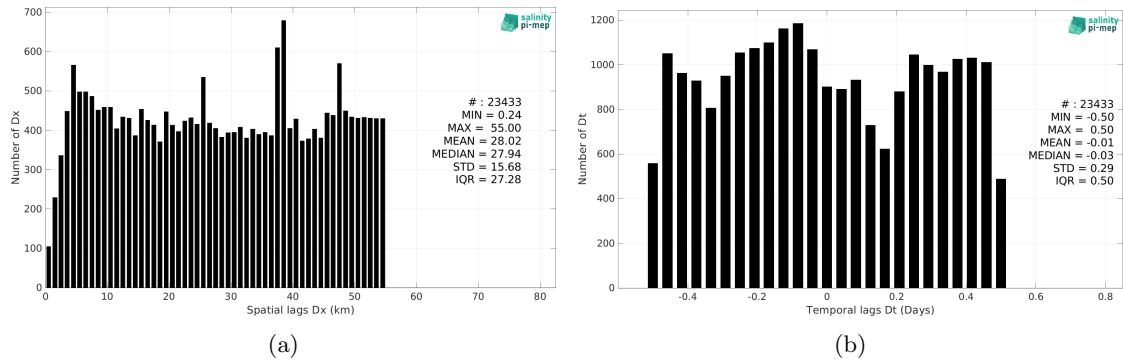 700
600
500
400
300
200
100
0
Number of Dx
salinity
pi-mep
# : 23433
MIN = 0.24
MAX = 55.00
MEAN = 28.02
MEDIAN = 27.94
STD = 15.68
IQR = 27.28
0 10 20 30 40 50 60 70 80
Spatial lags Dx (km)
(a)
1200
1000
800
600
400
200
0
Number of Dt
salinity
pi-mep
# : 23433
MIN = -0.50
MAX = 0.50
MEAN = -0.01
MEDIAN = -0.03
STD = 0.29
IQR = 0.50
-0.4 -0.2 0 0.2 0.4 0.6 0.8
Temporal lags Dt (Days)
(b)